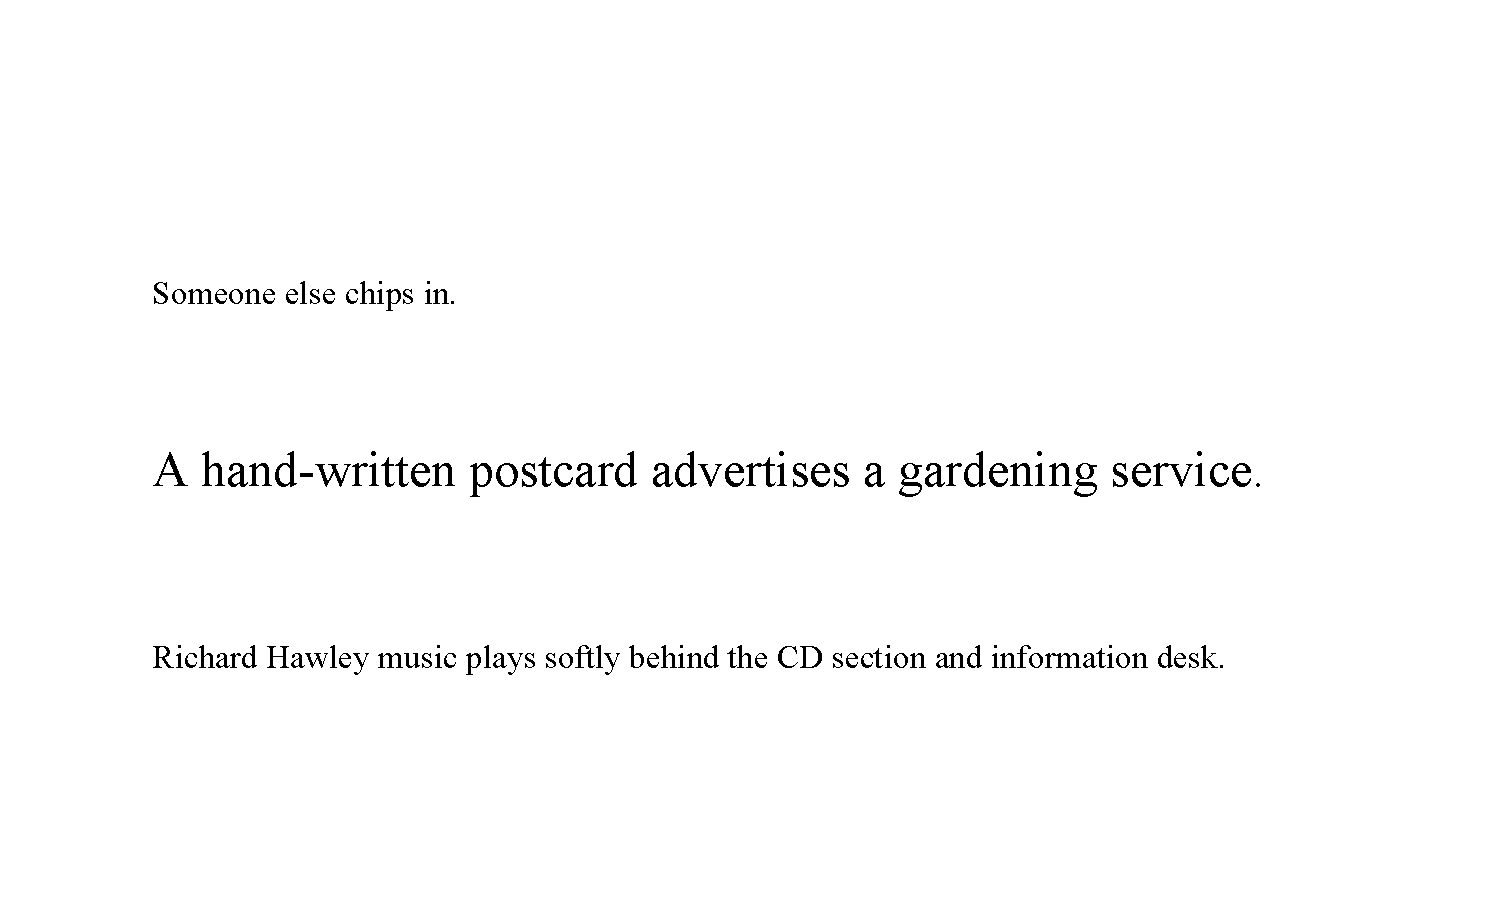 Someone else chips in.
A hand-written postcard advertises a gardening service.
Richard Hawley music plays softly behind the CD section and information desk.